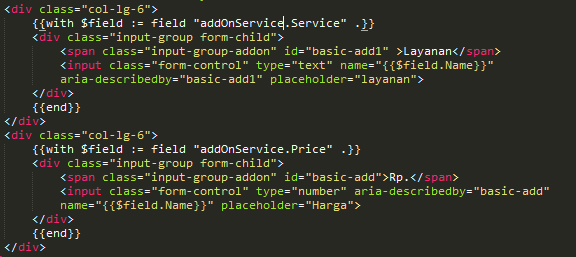 <div class="col-lg-6">
{{with $field := field "addOnService.Service" .}}
<div class="input-group form-child">
<span class="input-group-addon" id="basic-add1" >Layanan</span>
<input class="form-control" type="text" name="{{$field.Name}}"
aria-describedby="basic-add1" placeholder="layanan">
</div>
{{end}}
</div>
<div class="col-lg-6">
{{with $field := field "addOnService.Price" .}}
<div class="input-group form-child">
<span class="input-group-addon" id="basic-add">Rp.</span>
<input class="form-control" type="number" aria-describedby="basic-add"
name="{{$field.Name}}" placeholder="Harga">
</div>
{{end}}
</div>